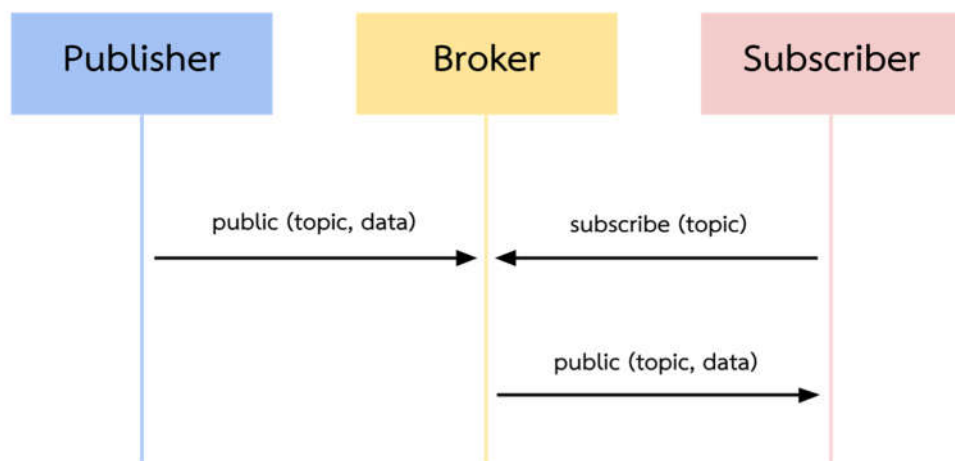 Publisher
Broker
Subscriber
public (topic, data)
subscribe (topic)
public (topic, data)